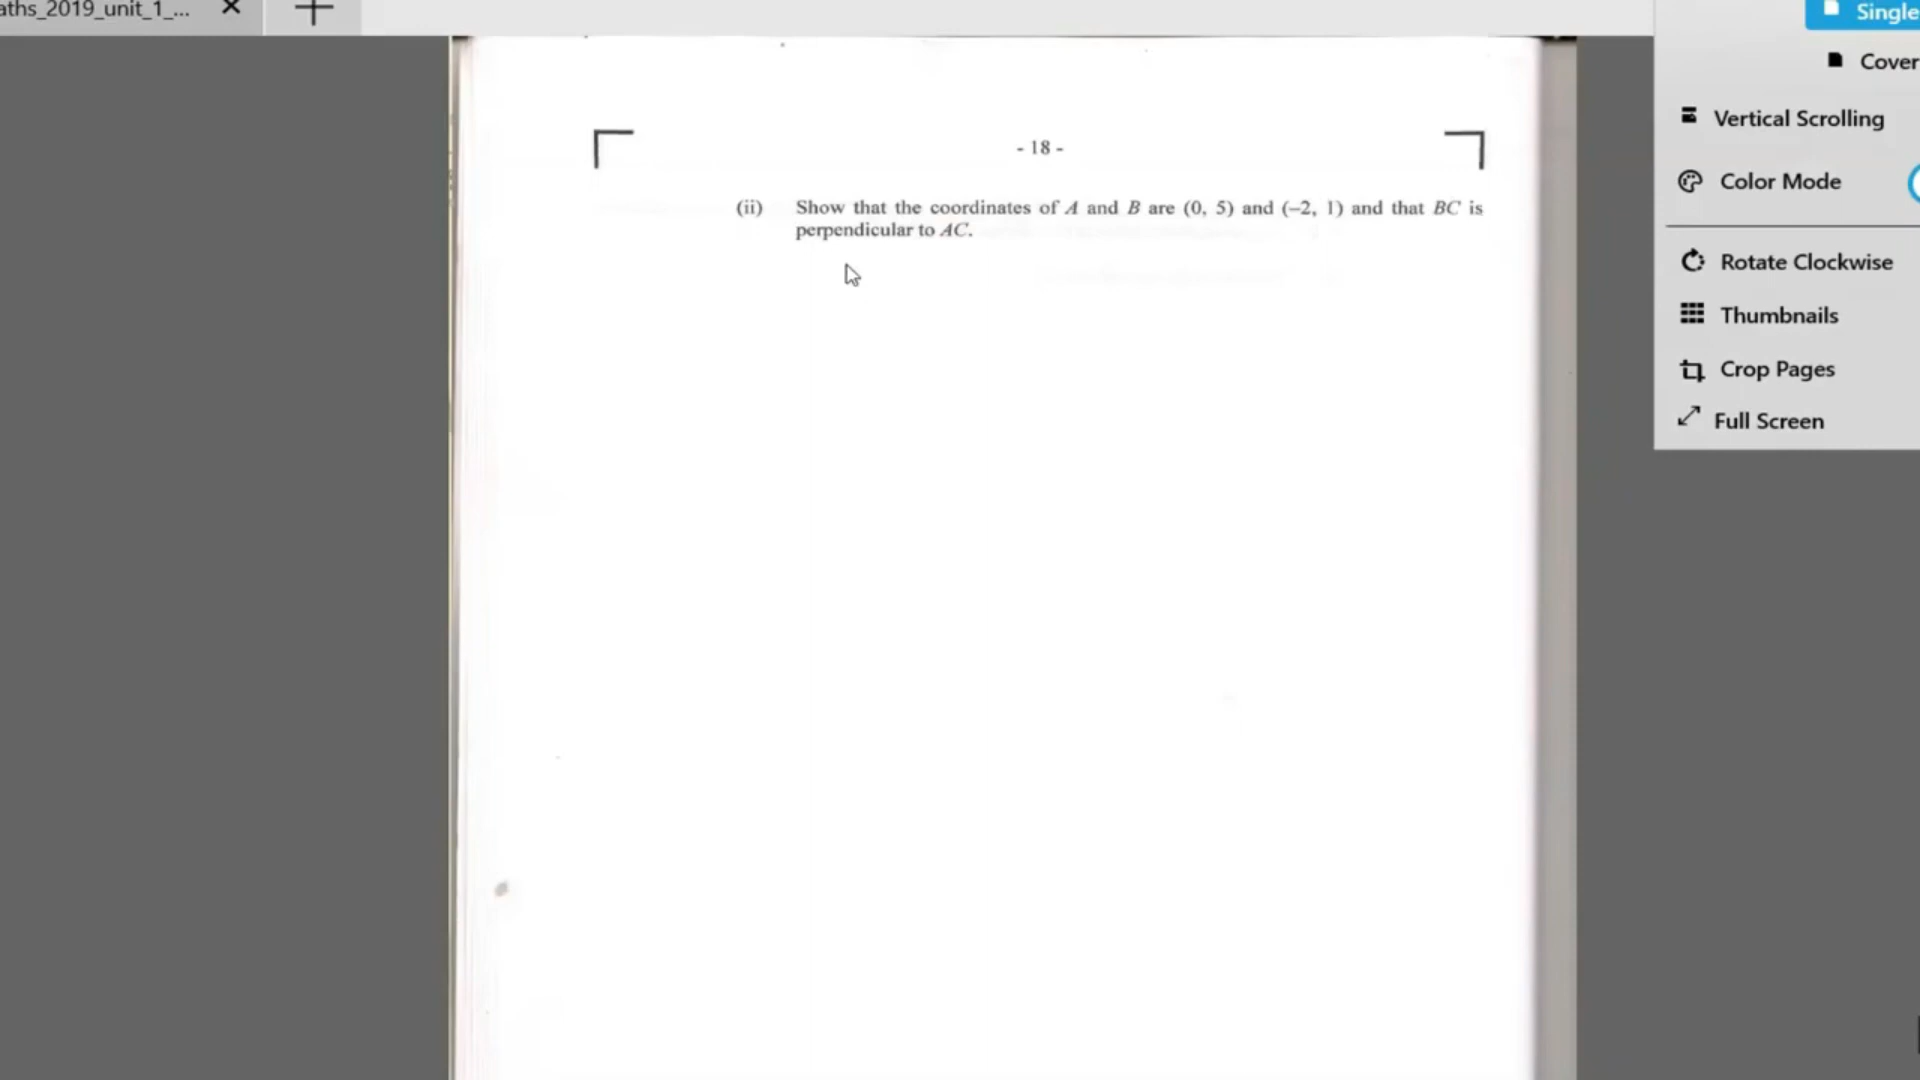 aths_2019_unit_1_...
Single
Cover
Vertical Scrolling
Color Mode
Rotate Clockwise
Thumbnails
Crop Pages
Full Screen
- 18 -
(ii) Show that the coordinates of A and B are (0, 5) and (–2, 1) and that BC is
perpendicular to AC.